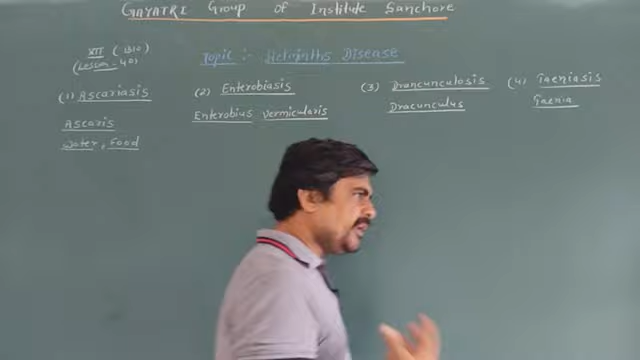 GAYATRI Group of Institute Sanchore
XII (BIO)
(Lesson - 40)
Topic :- Helminths Disease
(1) Ascariasis
Ascaris
Water, Food
(2) Enterobiasis
Enterobius vermicularis
(3) Drancunculosis
Dracunculus
(4) Taeniasis
Taenia